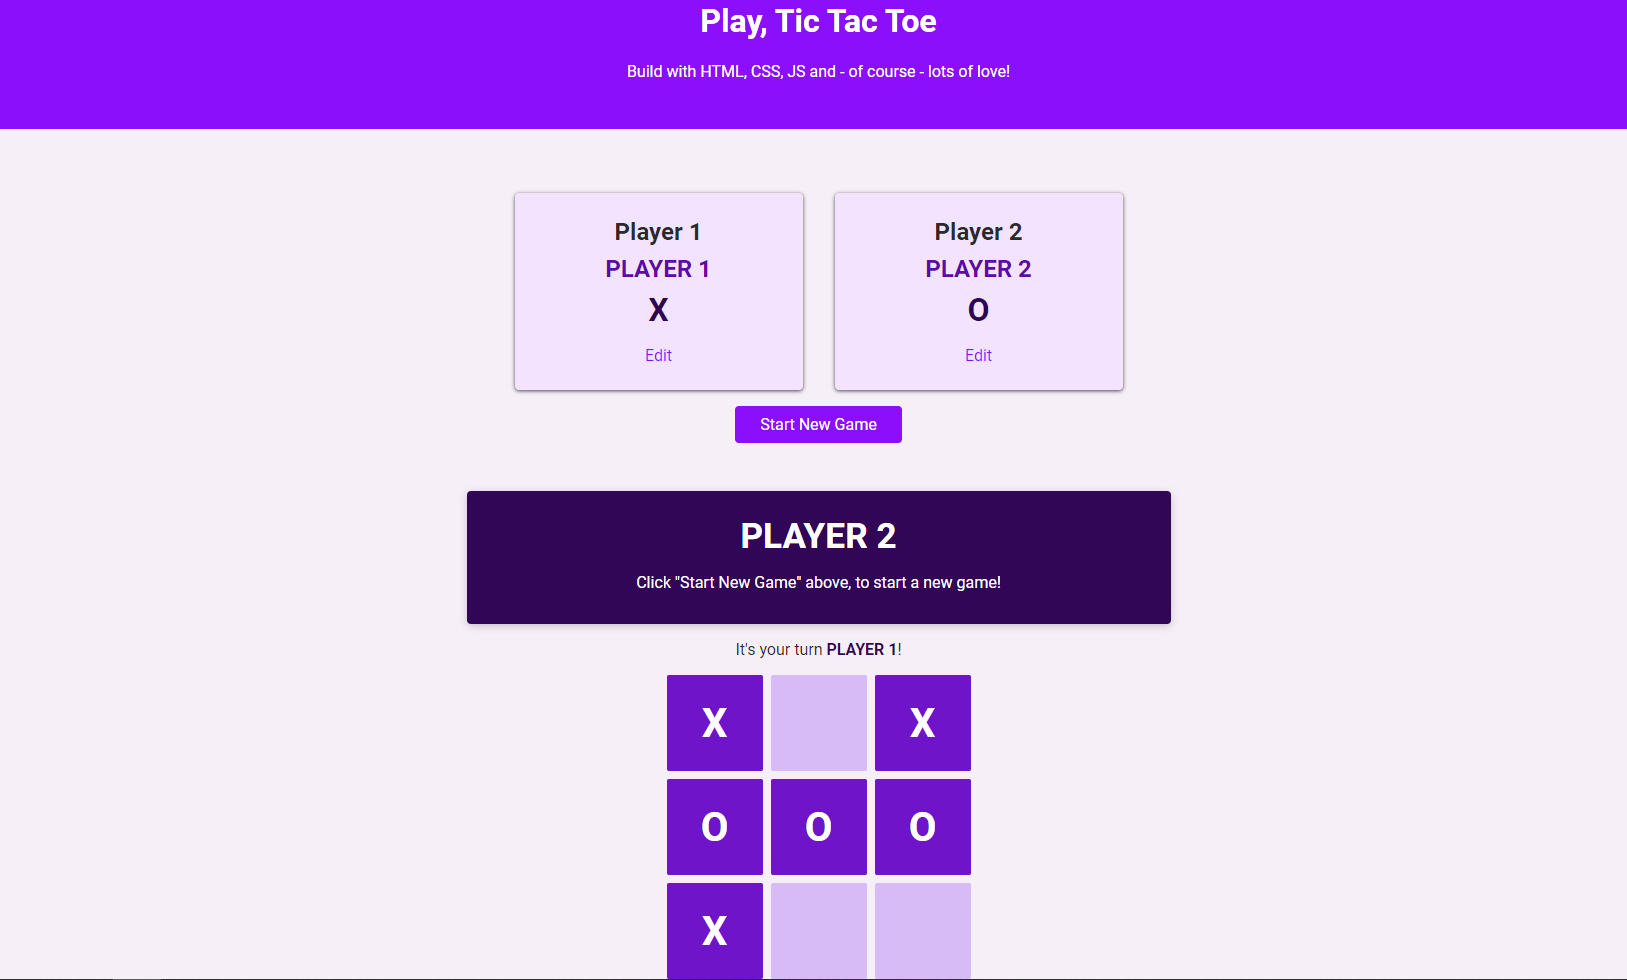 Play, Tic Tac Toe
Build with HTML, CSS, JS and - of course - lots of love!
Player 1
PLAYER 1
X
Edit
Player 2
PLAYER 2
O
Edit
Start New Game
PLAYER 2
Click "Start New Game" above, to start a new game!
It's your turn PLAYER 1!
X X
O O O
X